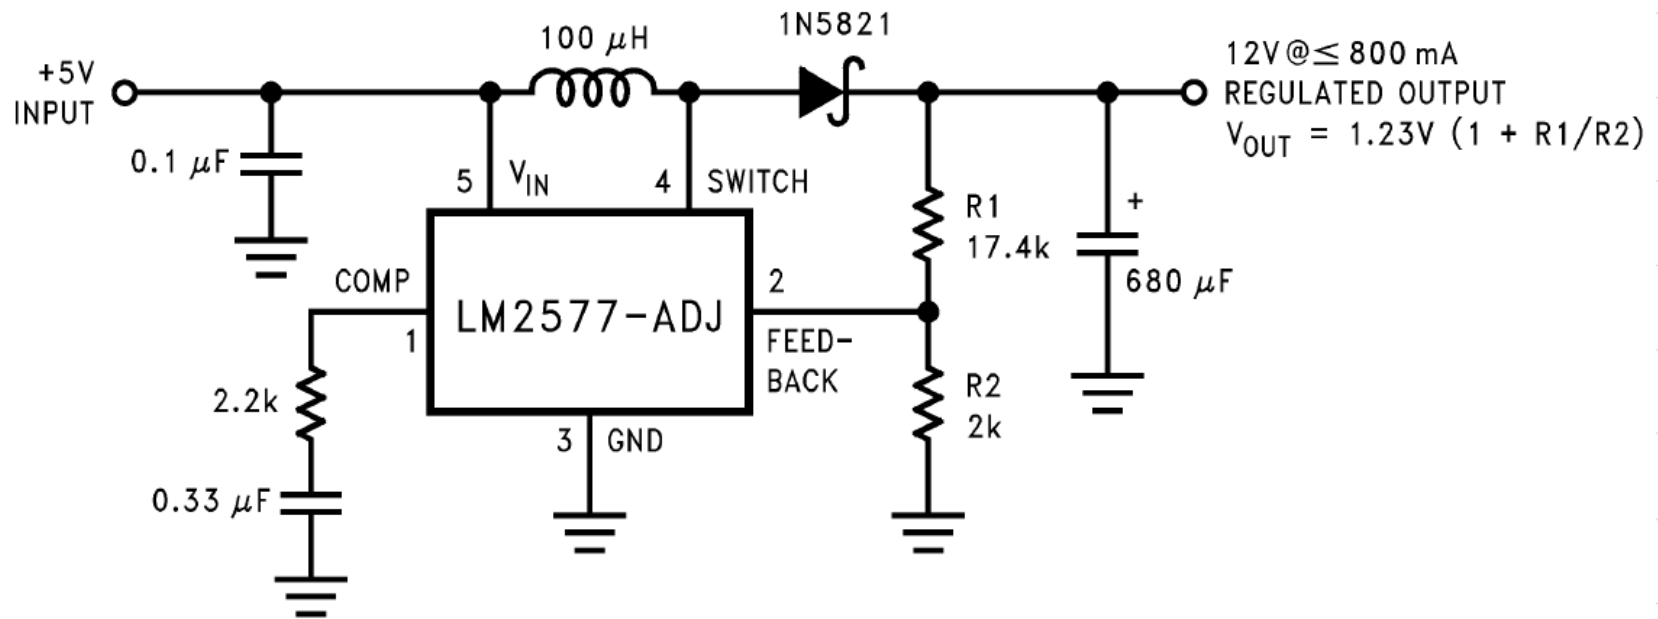 +5V
INPUT
0.1 μF
100 μH
1N5821
12V@≤ 800 mA
REGULATED OUTPUT
VOUT = 1.23V (1 + R1/R2)
5
VIN
4
SWITCH
R1
17.4k
+
680 μF
COMP
1
LM2577-ADJ
2
FEED-
BACK
R2
2k
2.2k
0.33 μF
3
GND